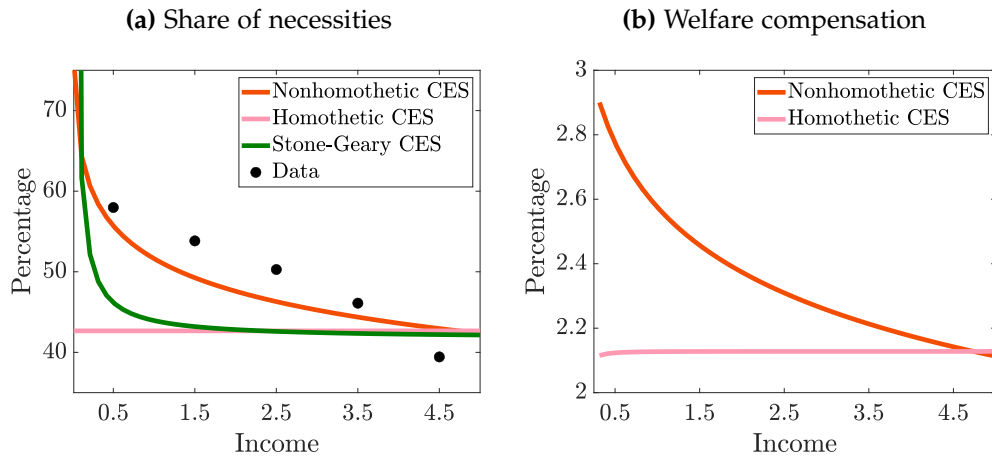 (a) Share of necessities
Nonhomothetic CES
Homothetic CES
Stone-Geary CES
Data
Percentage
70
60
50
40
0.5 1.5 2.5 3.5 4.5
Income
(b) Welfare compensation
Nonhomothetic CES
Homothetic CES
Percentage
3
2.8
2.6
2.4
2.2
2
0.5 1.5 2.5 3.5 4.5
Income